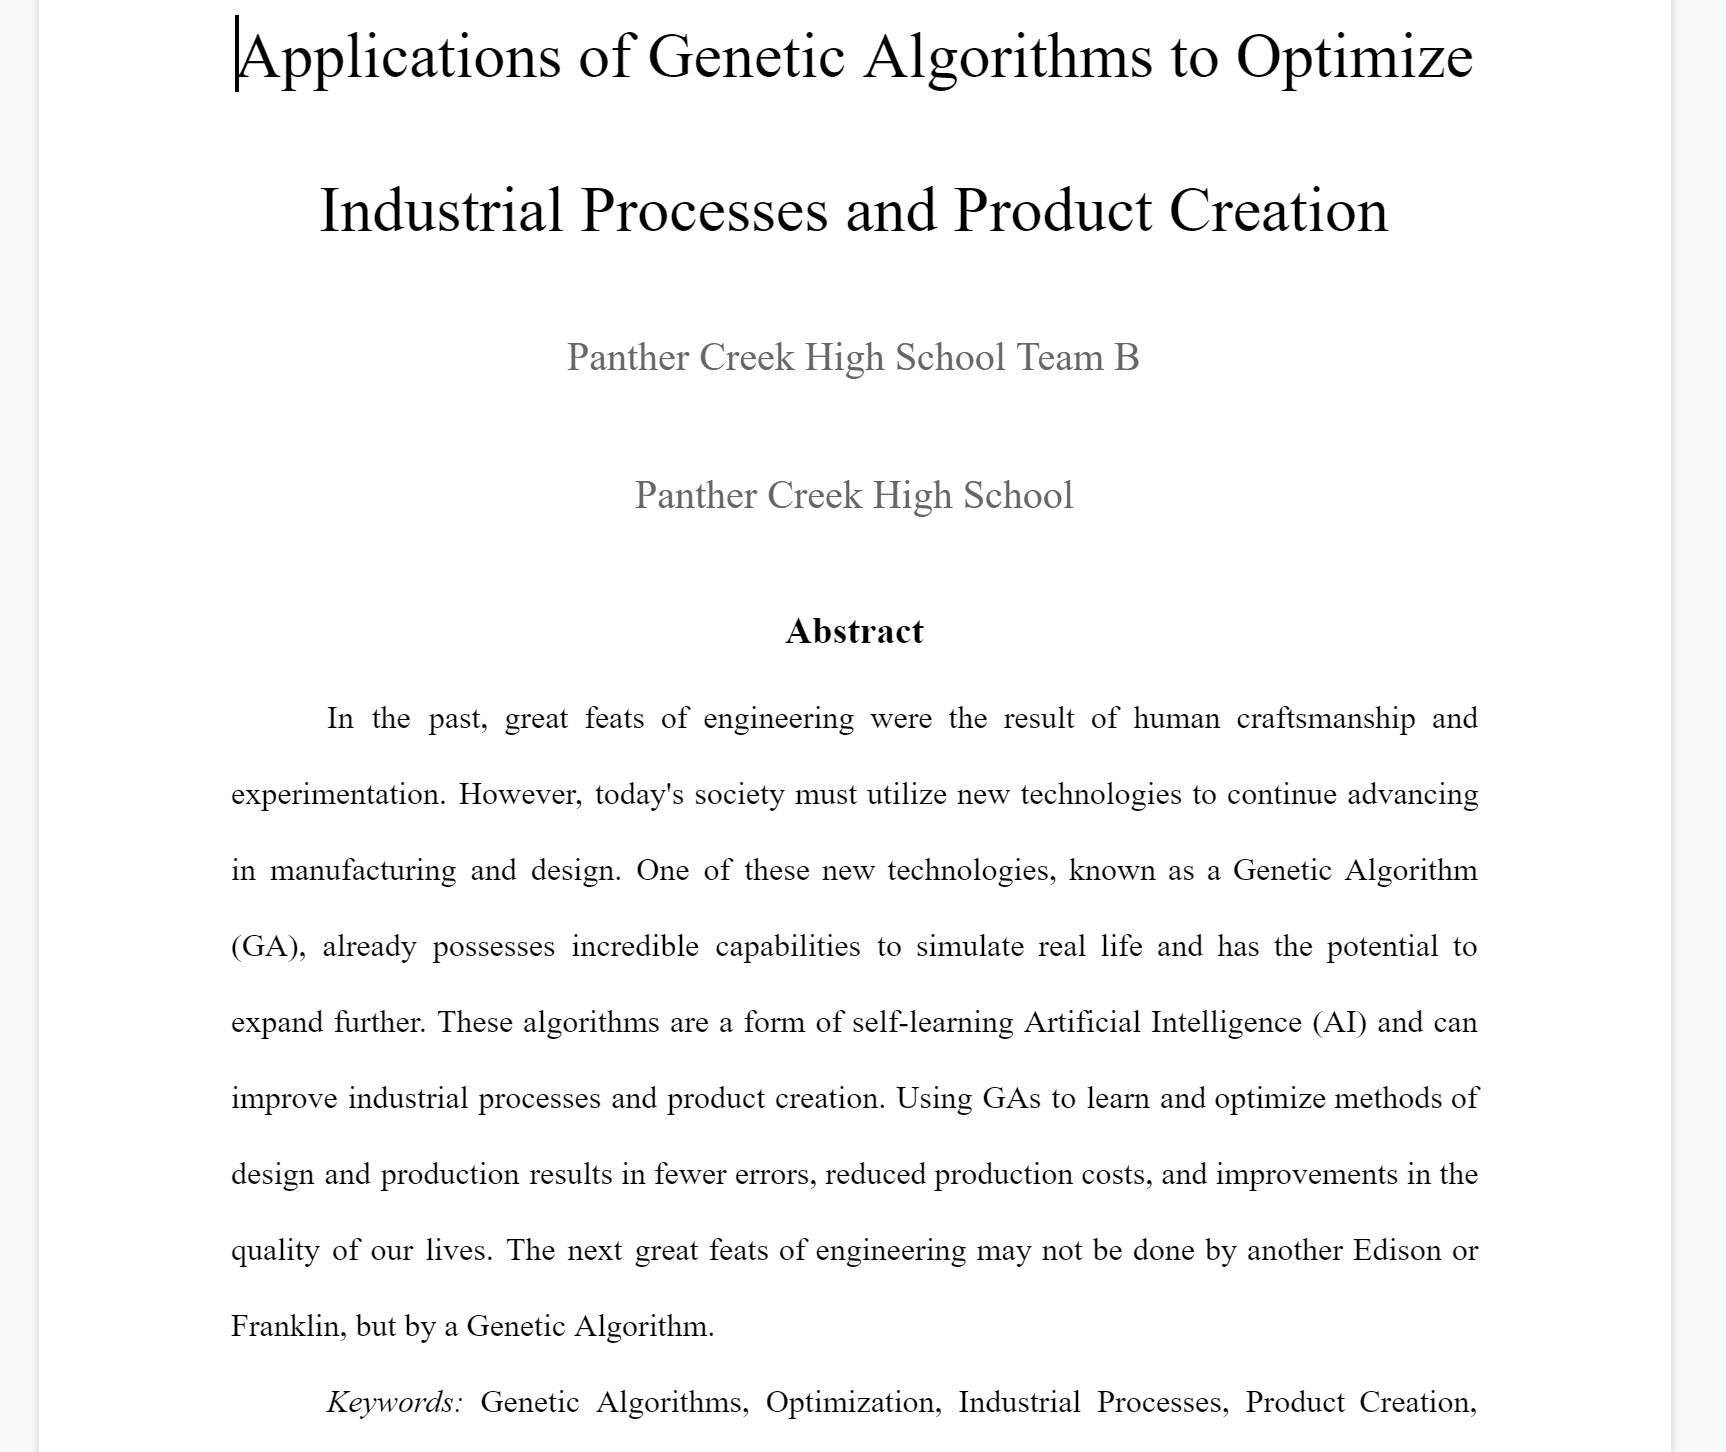 Applications of Genetic Algorithms to Optimize
Industrial Processes and Product Creation
Panther Creek High School Team B
Panther Creek High School
Abstract
In the past, great feats of engineering were the result of human craftsmanship and
experimentation. However, today's society must utilize new technologies to continue advancing
in manufacturing and design. One of these new technologies, known as a Genetic Algorithm
(GA), already possesses incredible capabilities to simulate real life and has the potential to
expand further. These algorithms are a form of self-learning Artificial Intelligence (AI) and can
improve industrial processes and product creation. Using GAs to learn and optimize methods of
design and production results in fewer errors, reduced production costs, and improvements in the
quality of our lives. The next great feats of engineering may not be done by another Edison or
Franklin, but by a Genetic Algorithm.
Keywords: Genetic Algorithms, Optimization, Industrial Processes, Product Creation,